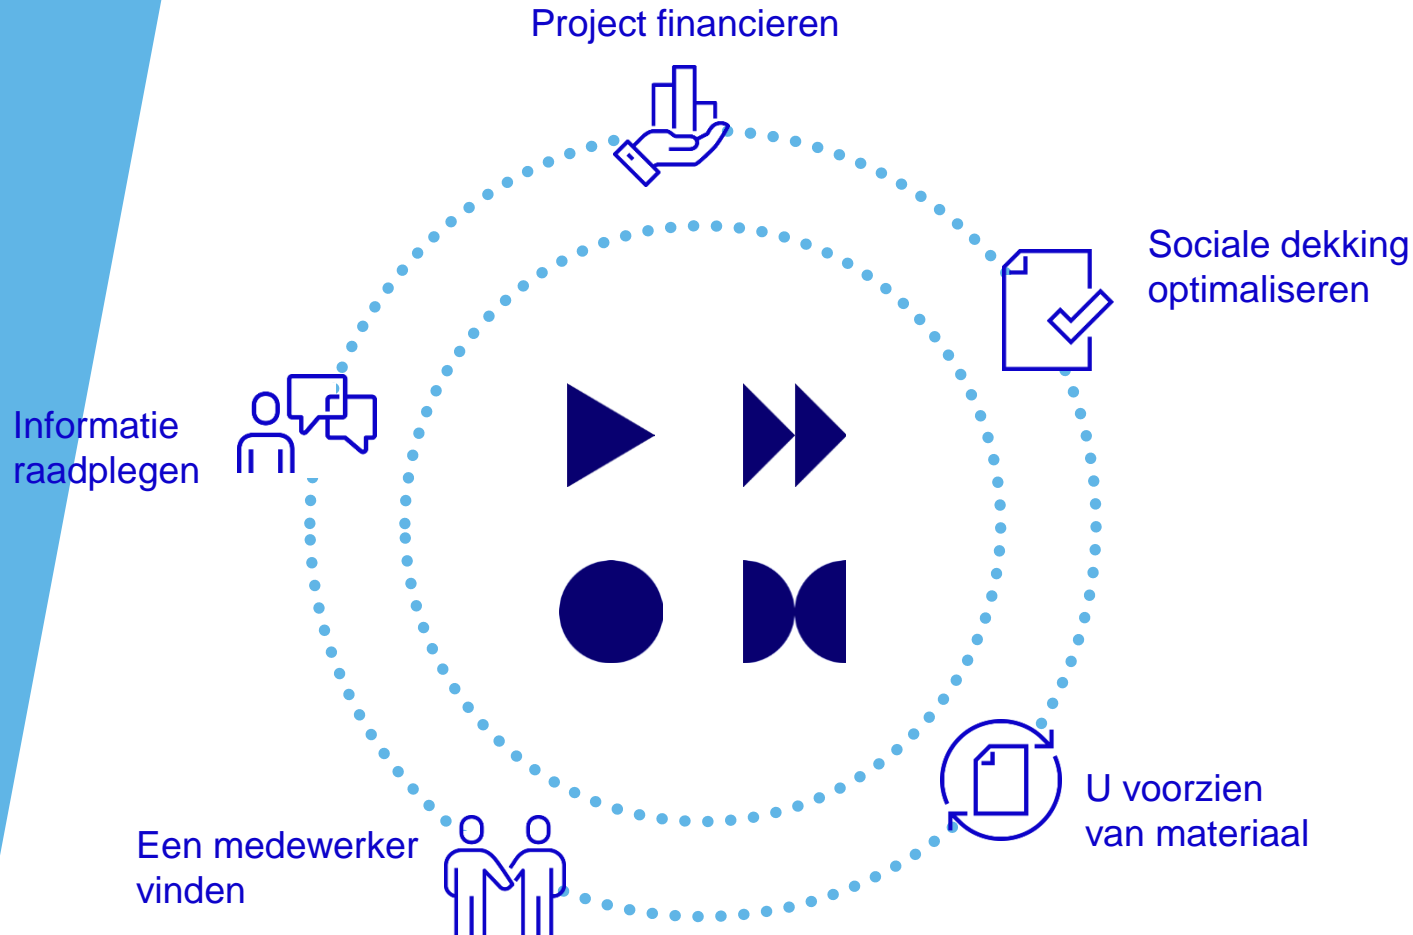 Project financieren
Sociale dekking
optimaliseren
Informatie
raadplegen
U voorzien
van materiaal
Een medewerker
vinden